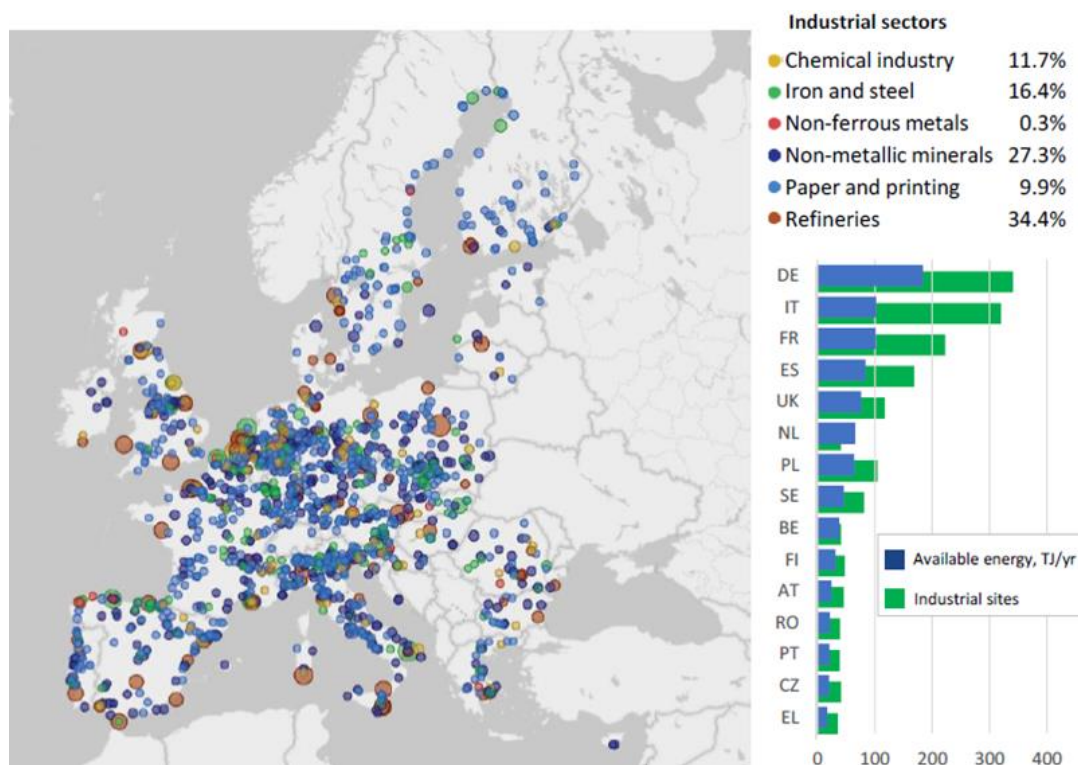 Industrial sectors
Chemical industry 11.7%
Iron and steel 16.4%
Non-ferrous metals 0.3%
Non-metallic minerals 27.3%
Paper and printing 9.9%
Refineries 34.4%
DE
IT
FR
ES
UK
NL
PL
SE
BE
FI
AT
RO
PT
CZ
EL
Available energy, TJ/yr
Industrial sites
0 100 200 300 400